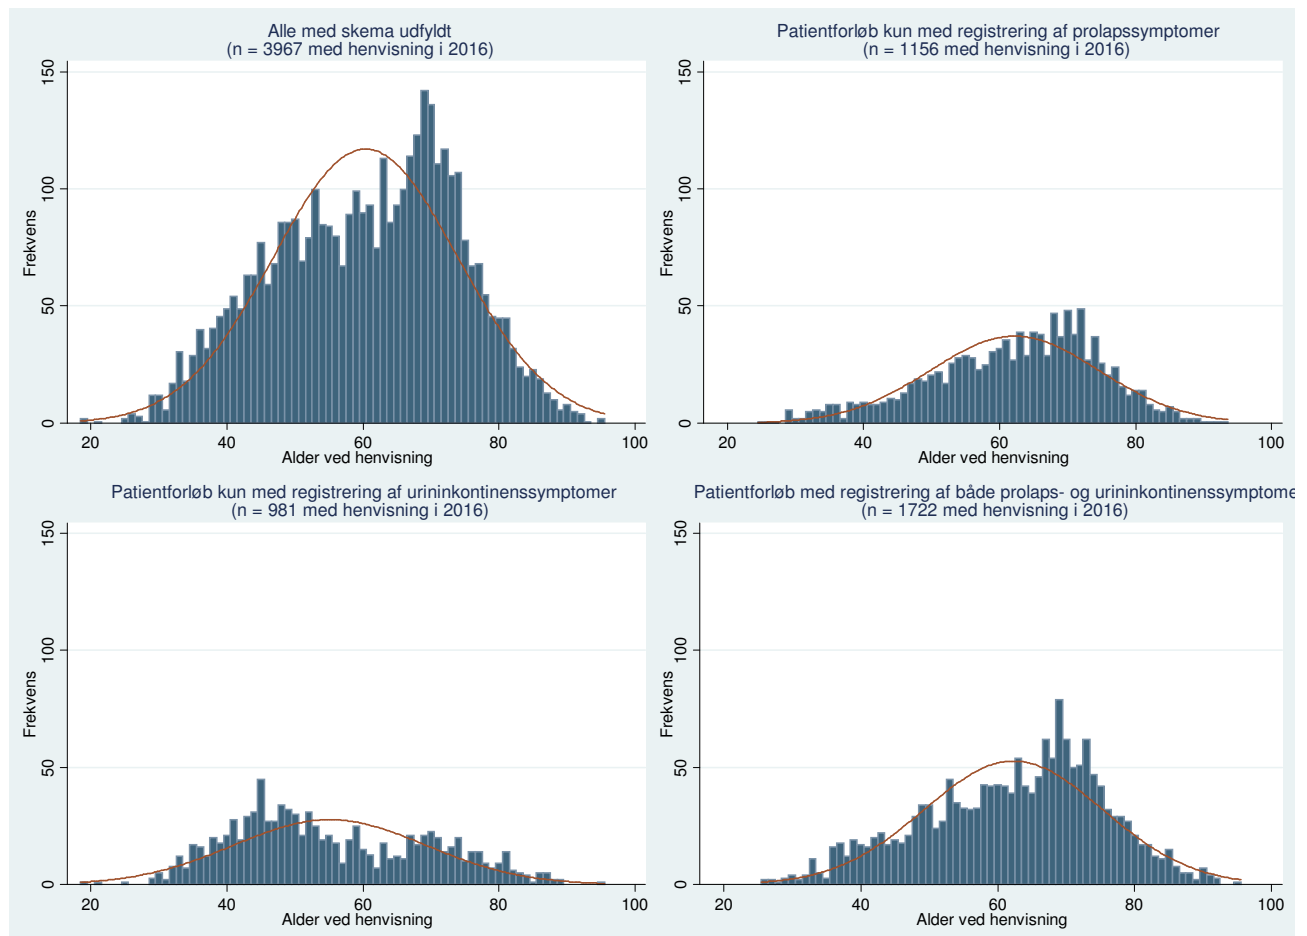 Alle med skema udfyldt
(n = 3967 med henvisning i 2016)
150
100
50
0
Frekvens
20 40 60 80 100
Alder ved henvisning
Patientforløb kun med registrering af prolapssymptomer
(n = 1156 med henvisning i 2016)
150
100
50
0
Frekvens
20 40 60 80 100
Alder ved henvisning
Patientforløb kun med registrering af urininkontinenssymptomer
(n = 981 med henvisning i 2016)
150
100
50
0
Frekvens
20 40 60 80 100
Alder ved henvisning
Patientforløb med registrering af både prolaps- og urininkontenssymptome
(n = 1722 med henvisning i 2016)
150
100
50
0
Frekvens
20 40 60 80 100
Alder ved henvisning